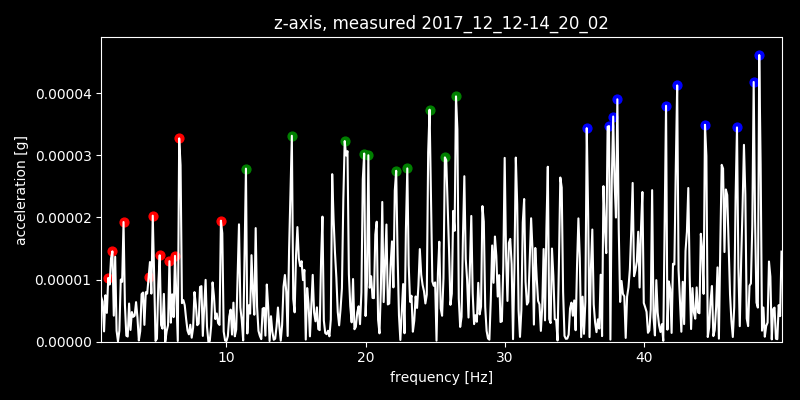 z-axis, measured 2017_12_12-14_20_02
acceleration [g]
0.00004
0.00003
0.00002
0.00001
0.00000
10 20 30 40
frequency [Hz]